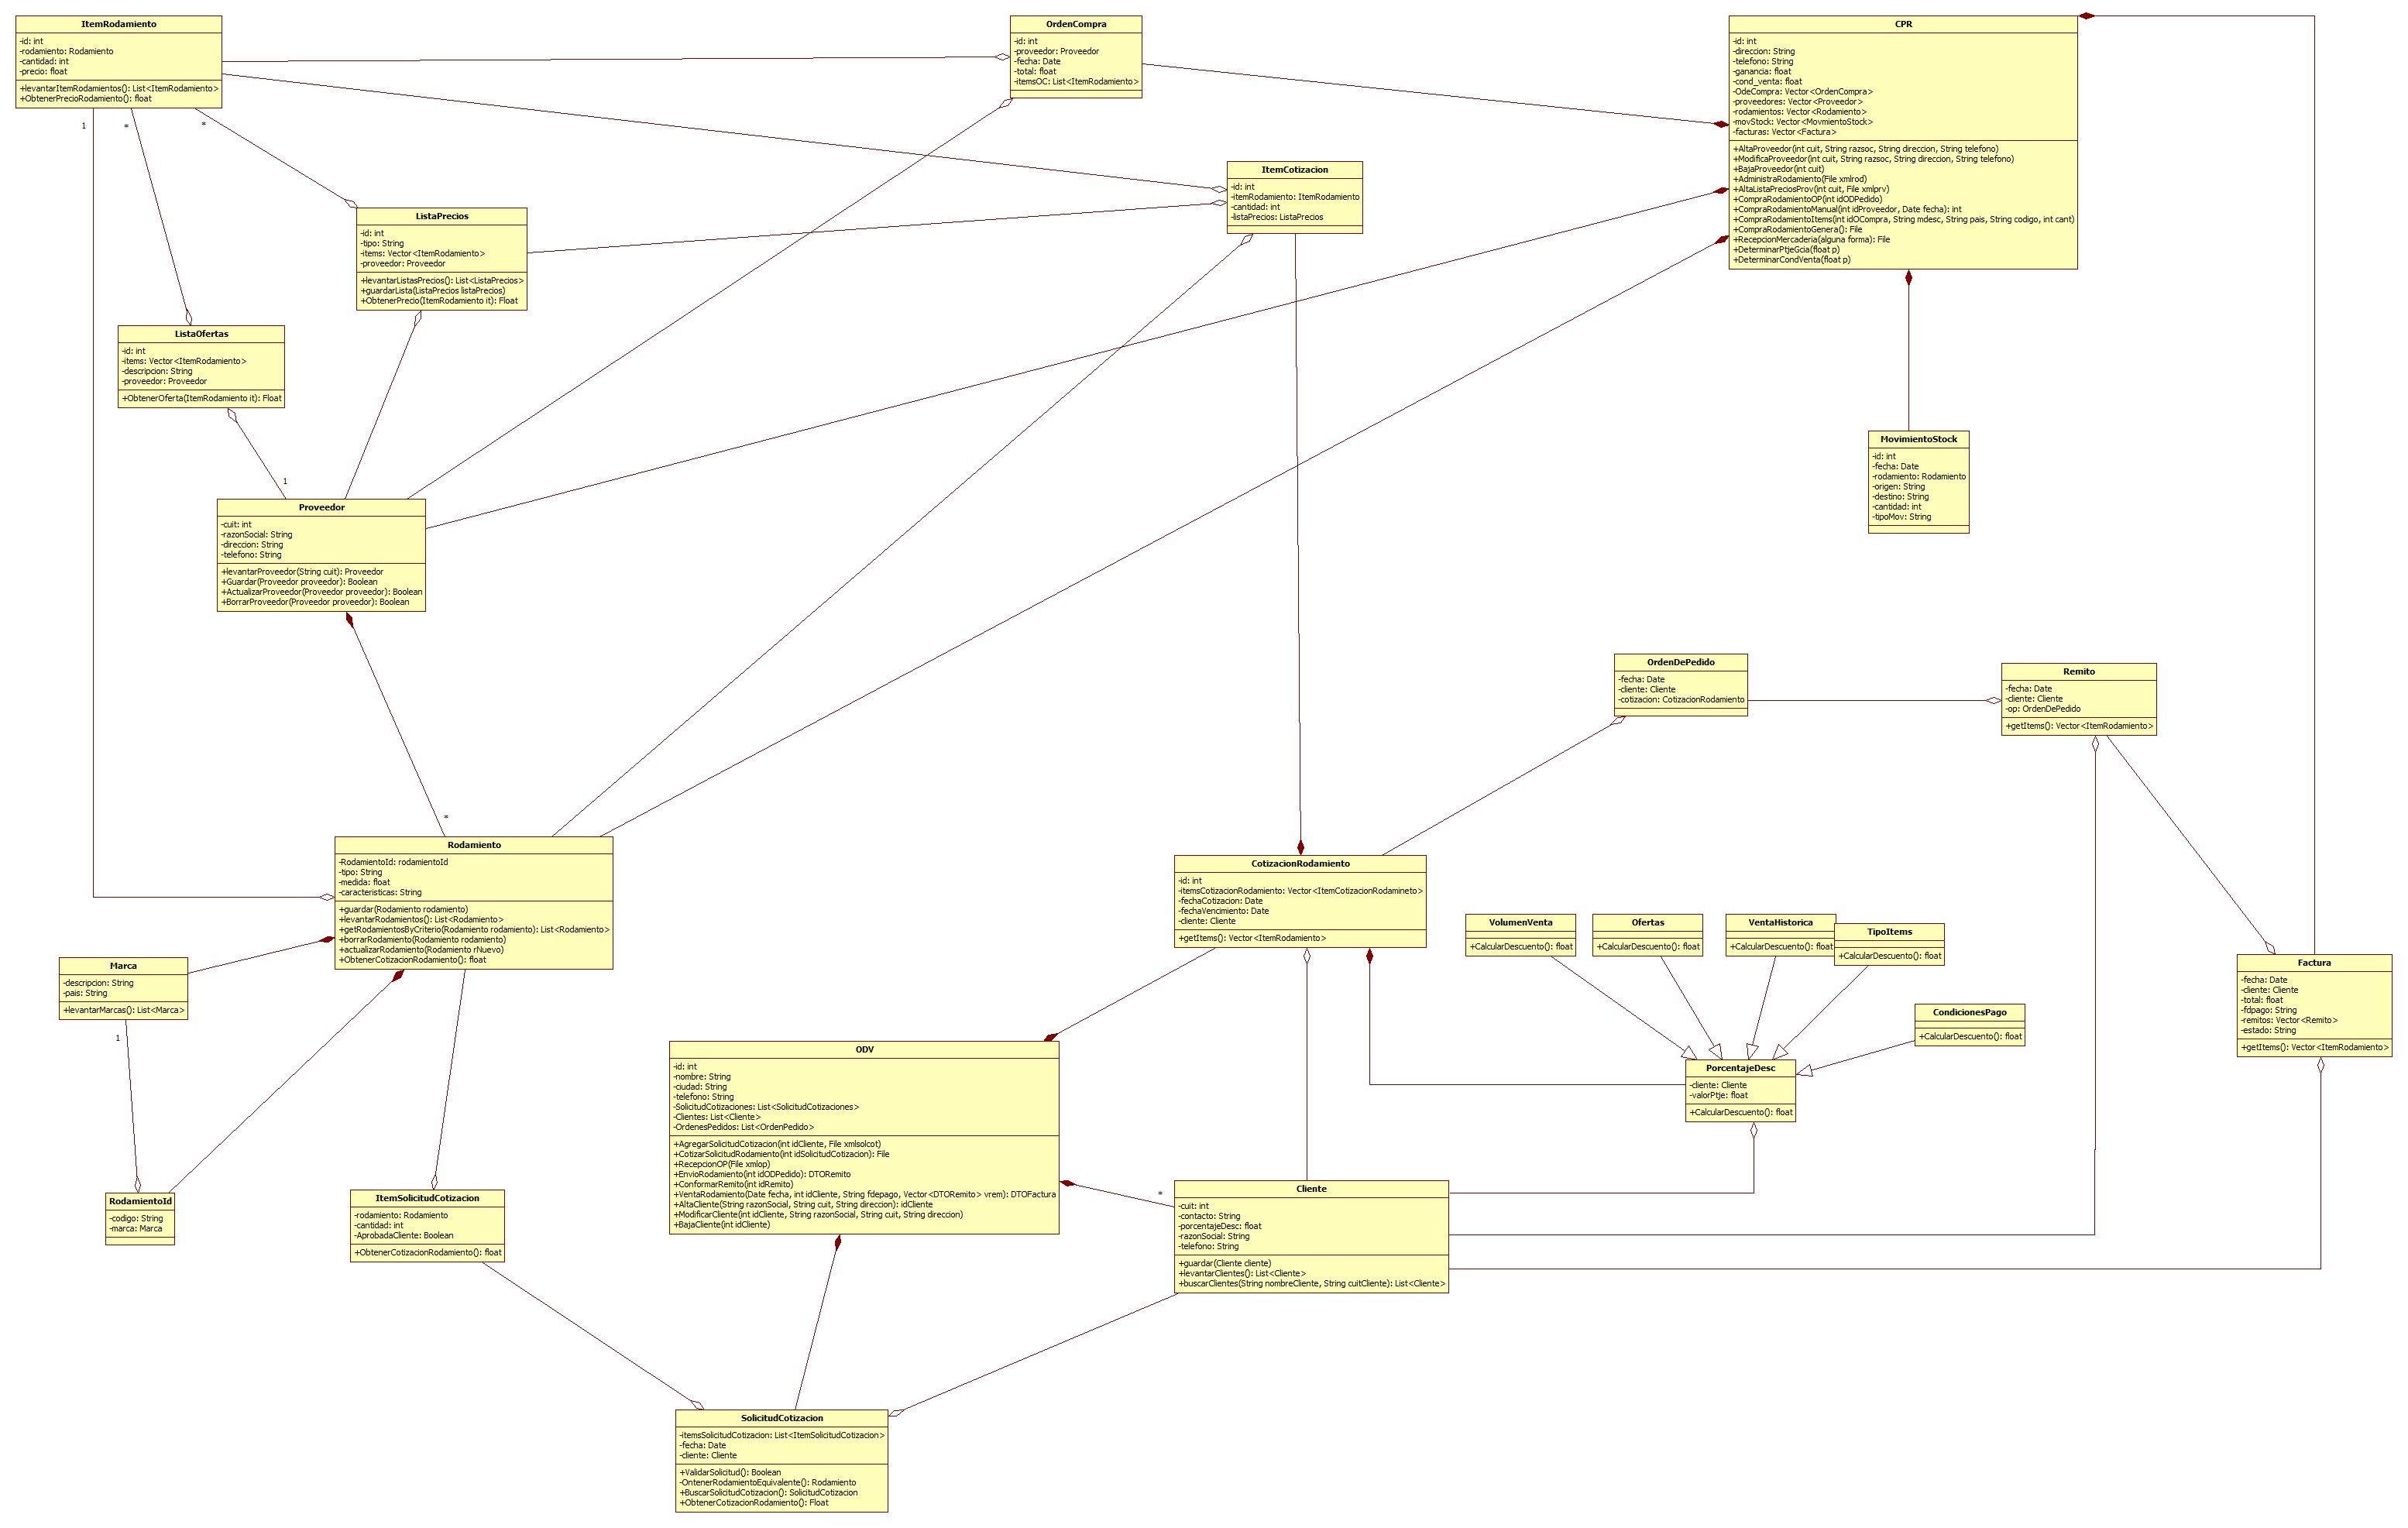 ItemRodamiento
-id: int
-rodamiento: Rodamiento
-cantidad: int
-precio: float
+levantarItemRodamientos(): List<ItemRodamiento>
+ObtenerPrecioRodamiento(): float
1
*
*
OrdenCompra
-id: int
-proveedor: Proveedor
-fecha: Date
-total: float
-itemsOC: List<ItemRodamiento>
CPR
-id: int
-direccion: String
-telefono: String
-ganancia: float
-cond_venta: float
-OdeCompra: Vector<OrdenCompra>
-proveedores: Vector<Proveedor>
-rodamientos: Vector<Rodamiento>
-movStock: Vector<MovmientoStock>
-facturas: Vector<Factura>
+AltaProveedor(int cuit, String razsoc, String direccion, String telefono)
+ModificaProveedor(int cuit, String razsoc, String direccion, String telefono)
+BajaProveedor(int cuit)
+AdministraRodamiento(File xmlrod)
+AltaListaPreciosProv(int cuit, File xmlprv)
+CompraRodamientoOP(int idODPedido)
+CompraRodamientoManual(int idProveedor, Date fecha): int
+CompraRodamientoItems(int idOCompra, String mdesc, String pais, String codigo, int cant)
+CompraRodamientoGenera(): File
+RecepcionMercaderia(alguna forma): File
+DeterminarPtjeGcia(float p)
+DeterminarCondVenta(float p)
ItemCotizacion
-id: int
-itemRodamiento: ItemRodamiento
-cantidad: int
-listaPrecios: ListaPrecios
ListaPrecios
-id: int
-tipo: String
-items: Vector<ItemRodamiento>
-proveedor: Proveedor
+levantarListasPrecios(): List<ListaPrecios>
+guardarLista(ListaPrecios listaPrecios)
+ObtenerPrecio(ItemRodamiento it): Float
ListaOfertas
-id: int
-items: Vector<ItemRodamiento>
-descripcion: String
-proveedor: Proveedor
+ObtenerOferta(ItemRodamiento it): Float
1
MovimientoStock
-id: int
-fecha: Date
-rodamiento: Rodamiento
-origen: String
-destino: String
-cantidad: int
-tipoMov: String
Proveedor
-cuit: int
-razonSocial: String
-direccion: String
-telefono: String
+levantarProveedor(String cuit): Proveedor
+Guardar(Proveedor proveedor): Boolean
+ActualizarProveedor(Proveedor proveedor): Boolean
+BorrarProveedor(Proveedor proveedor): Boolean
*
OrdenDePedido
-fecha: Date
-cliente: Cliente
-cotizacion: CotizacionRodamiento
Remito
-fecha: Date
-cliente: Cliente
-op: OrdenDePedido
+getItems(): Vector<ItemRodamiento>
Rodamiento
-RodamientoId: rodamientoId
-tipo: String
-medida: float
-caracteristicas: String
+guardar(Rodamiento rodamiento)
+levantarRodamientos(): List<Rodamiento>
+getRodamientosByCriterio(Rodamiento rodamiento): List<Rodamiento>
+borrarRodamiento(Rodamiento rodamiento)
+actualizarRodamiento(Rodamiento rNuevo)
+ObtenerCotizacionRodamiento(): float
CotizacionRodamiento
-id: int
-itemsCotizacionRodamiento: Vector<ItemCotizacionRodamineto>
-fechaCotizacion: Date
-fechaVencimiento: Date
-cliente: Cliente
+getItems(): Vector<ItemRodamiento>
VolumenVenta
+CalcularDescuento(): float
Ofertas
+CalcularDescuento(): float
VentaHistorica
+CalcularDescuento(): float
TipoItems
+CalcularDescuento(): float
CondicionesPago
+CalcularDescuento(): float
Factura
-fecha: Date
-cliente: Cliente
-total: float
-fdpago: String
-remitos: Vector<Remito>
-estado: String
+getItems(): Vector<ItemRodamiento>
Marca
-descripcion: String
-pais: String
+levantarMarcas(): List<Marca>
1
ODV
-id: int
-nombre: String
-ciudad: String
-telefono: String
-SolicitudCotizaciones: List<SolicitudCotizaciones>
-Clientes: List<Cliente>
-OrdenesPedidos: List<OrdenPedido>
+AgregarSolicitudCotizacion(int idCliente, File xmlsolcot)
+CotizarSolicitudRodamiento(int idSolicitudCotizacion): File
+RecepcionOP(File xmlop)
+EnvioRodamiento(int idODPedido): DTORemito
+ConformarRemito(int idRemito)
+VentaRodamiento(Date fecha, int idCliente, String fdepago, Vector<DTORemito> vrem): DTOFactura
+AltaCliente(String razonSocial, String cuit, String direccion): idCliente
+ModificarCliente(int idCliente, String razonSocial, String cuit, String direccion)
+BajaCliente(int idCliente)
*
PorcentajeDesc
-cliente: Cliente
-valorPtje: float
+CalcularDescuento(): float
RodamientoId
-codigo: String
-marca: Marca
ItemSolicitudCotizacion
-rodamiento: Rodamiento
-cantidad: int
-AprobadaCliente: Boolean
+ObtenerCotizacionRodamiento(): float
Cliente
-cuit: int
-contacto: String
-porcentajeDesc: float
-razonSocial: String
-telefono: String
+guardar(Cliente cliente)
+levantarClientes(): List<Cliente>
+buscarClientes(String nombreCliente, String cuitCliente): List<Cliente>
SolicitudCotizacion
-itemsSolicitudCotizacion: List<ItemSolicitudCotizacion>
-fecha: Date
-cliente: Cliente
+ValidarSolicitud(): Boolean
-OntenerRodamientoEquivalente(): Rodamiento
+BuscarSolicitudCotizacion(): SolicitudCotizacion
+ObtenerCotizacionRodamiento(): Float